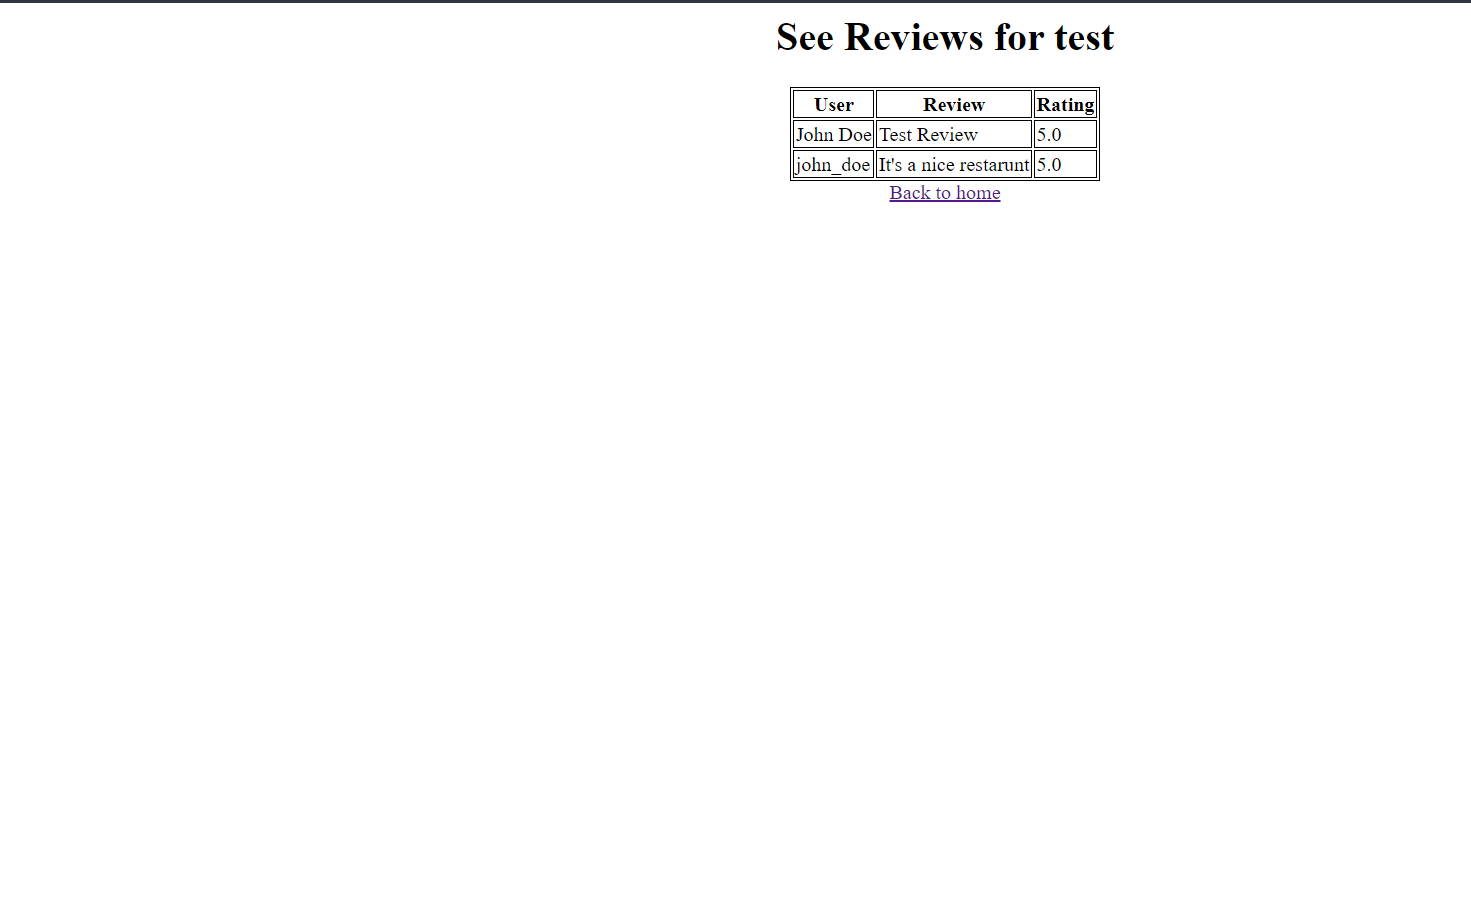 See Reviews for test
User Review Rating
John Doe Test Review 5.0
john_doe It's a nice restarunt 5.0
Back to home